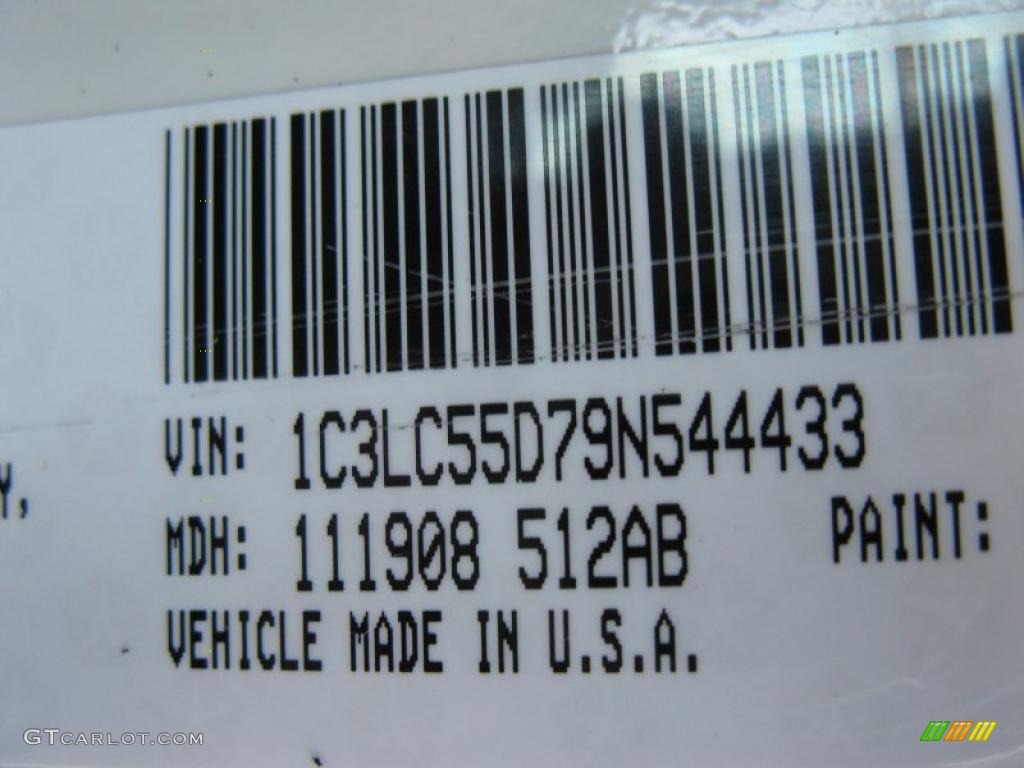 VIN: 1C3LC55D79N544433
Y,
MDH: 111908 512AB PAINT:
VEHICLE MADE IN U.S.A.
GTCARLOT.COM